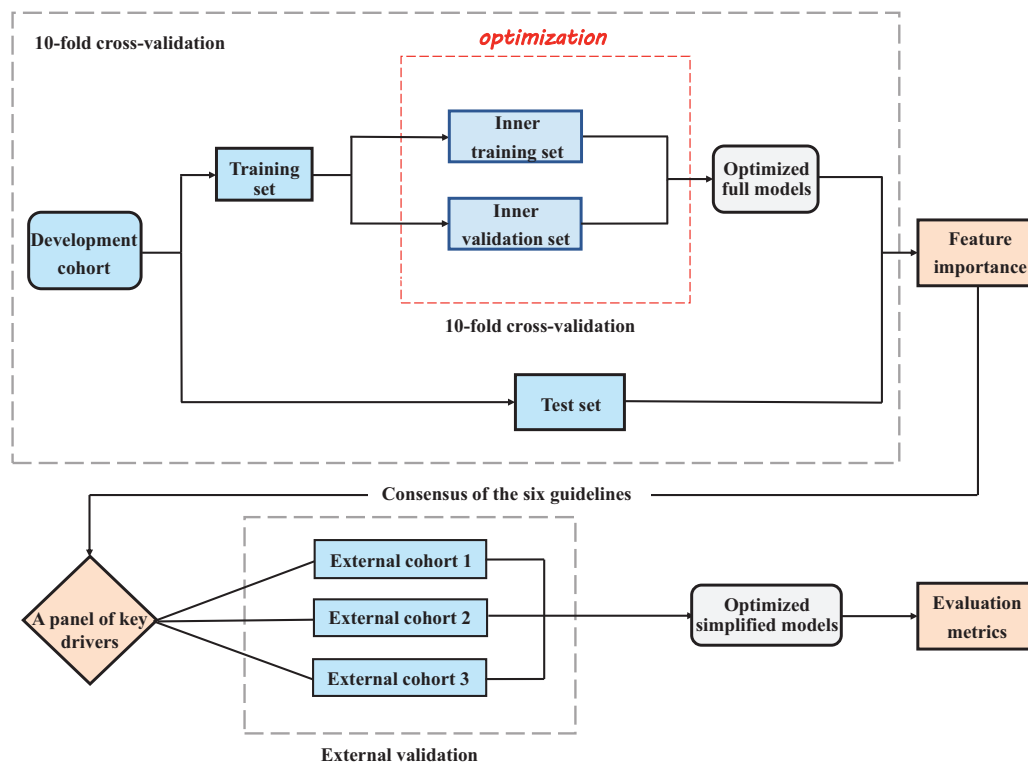 10-fold cross-validation
optimization
Inner
training set
Training
set
Optimized
full models
Inner
validation set
Development
cohort
Feature
importance
10-fold cross-validation
Test set
Consensus of the six guidelines
External cohort 1
A panel of key
drivers
External cohort 2
External cohort 3
Optimized
simplified models
Evaluation
metrics
External validation